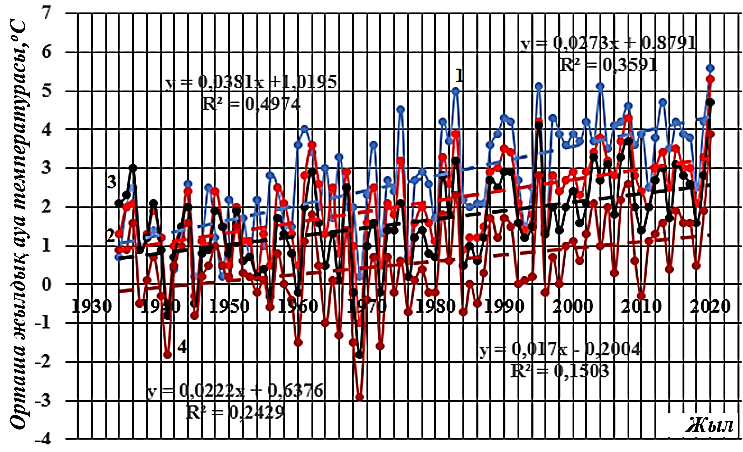 Орташа жылдық ауа температурасы,ºС
7
6
5
4
3
2
1
0
-1
-2
-3
-4
y = 0,0381x +1,0195
R² = 0,4974
y = 0,0273x + 0.8791
R² = 0,3591
1
3
2
4
1930 1940 1950 1960 1970 1980 1990 2000 2010 2020
y = 0,017x - 0,2004
R² = 0,1503
y = 0,0222x + 0,6376
R² = 0,2429
Жыл